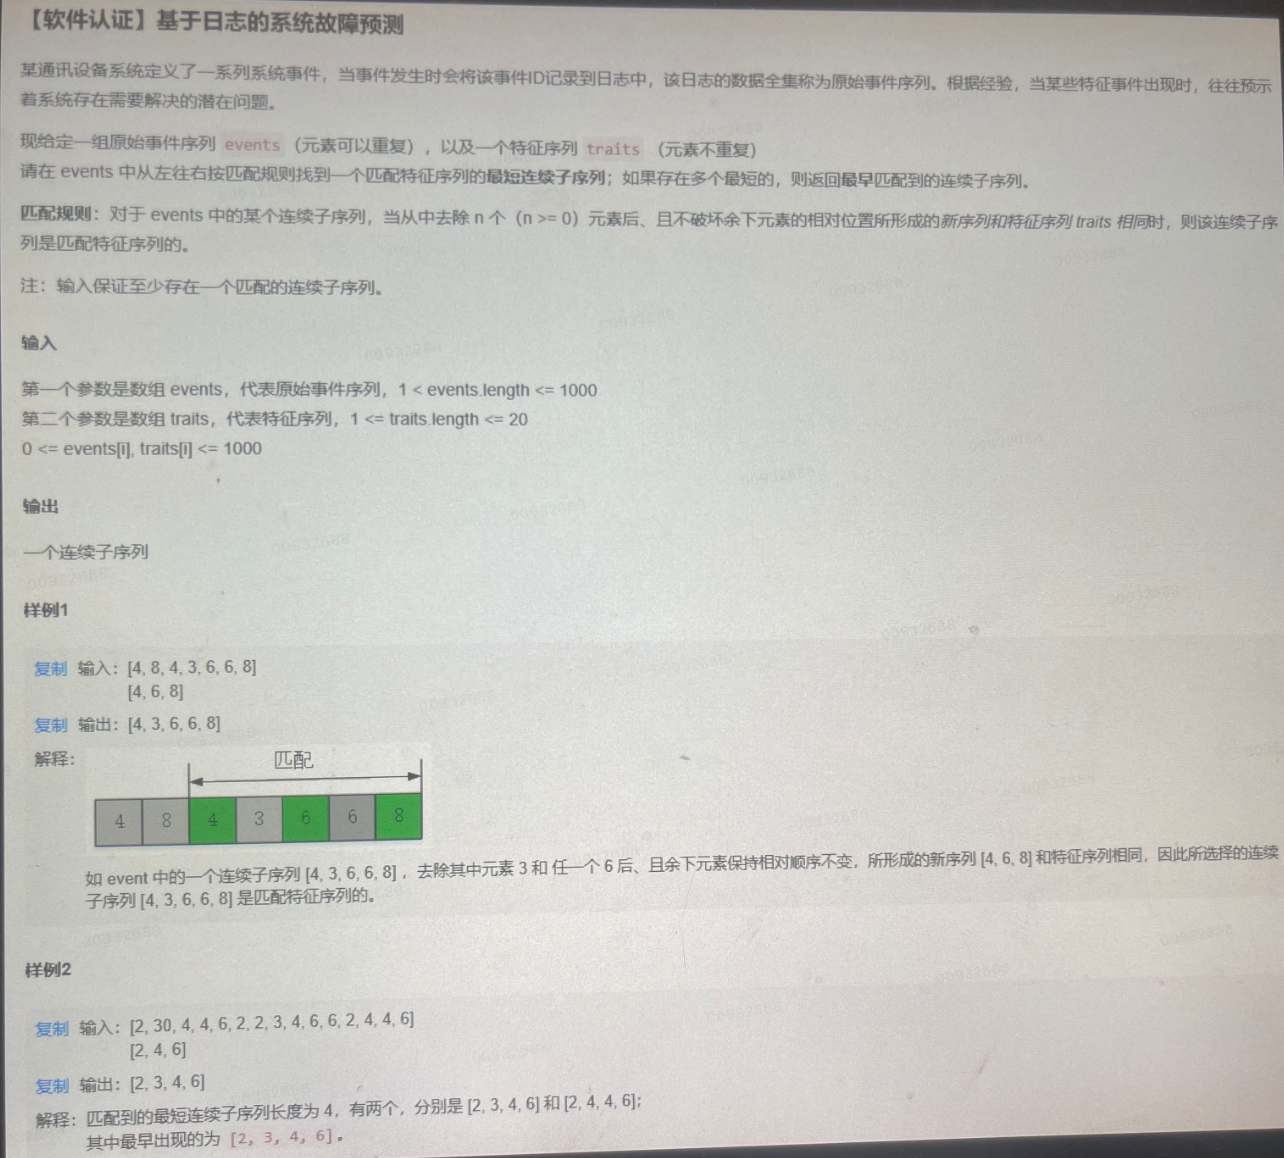 【软件认证】基于日志的系统故障预测
某通讯设备系统定义了一系列系统事件，当事件发生时会将该事件ID记录到日志中，该日志的数据全集称为原始事件序列。根据经验，当某些特征事件出现时，往往预示
着系统存在需要解决的潜在问题。
现给定一组原始事件序列 events （元素可以重复），以及一个特征序列 traits （元素不重复）
请在 events 中从左往右按匹配规则找到一个匹配特征序列的最短连续子序列；如果存在多个最短的，则返回最早匹配到的连续子序列。
匹配规则：对于 events 中的某个连续子序列，当从中去除 n 个（n >= 0）元素后、且不破坏余下元素的相对位置所形成的新序列和特征序列 traits 相同时，则该连续子序
列是匹配特征序列的。
注：输入保证至少存在一个匹配的连续子序列。
输入
第一个参数是数组 events，代表原始事件序列，1 < events.length <= 1000
第二个参数是数组 traits，代表特征序列，1 <= traits.length <= 20
0 <= events[i], traits[i] <= 1000
输出
一个连续子序列
样例1
复制 输入：[4, 8, 4, 3, 6, 6, 8]
[4, 6, 8]
复制 输出：[4, 3, 6, 6, 8]
解释：
匹配
4 8 4 3 6 6 8
如 event 中的一个连续子序列 [4, 3, 6, 6, 8] ，去除其中元素 3 和 任一个 6 后、且余下元素保持相对顺序不变，所形成的新序列 [4, 6, 8] 和特征序列相同，因此所选择的连续
子序列 [4, 3, 6, 6, 8] 是匹配特征序列的。
样例2
复制 输入：[2, 30, 4, 4, 6, 2, 2, 3, 4, 6, 6, 2, 4, 4, 6]
[2, 4, 6]
复制 输出：[2, 3, 4, 6]
解释：匹配到的最短连续子序列长度为 4，有两个，分别是 [2, 3, 4, 6] 和 [2, 4, 4, 6]；
其中最早出现的为 [2, 3, 4, 6] 。